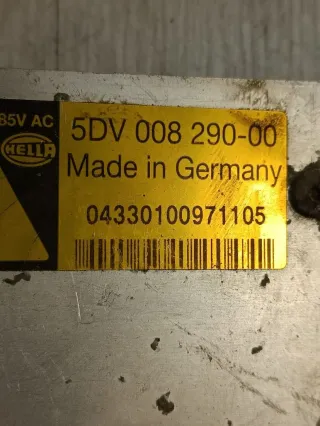 85V AC
HELLA
5DV 008 290-00
Made in Germany
04330100971105